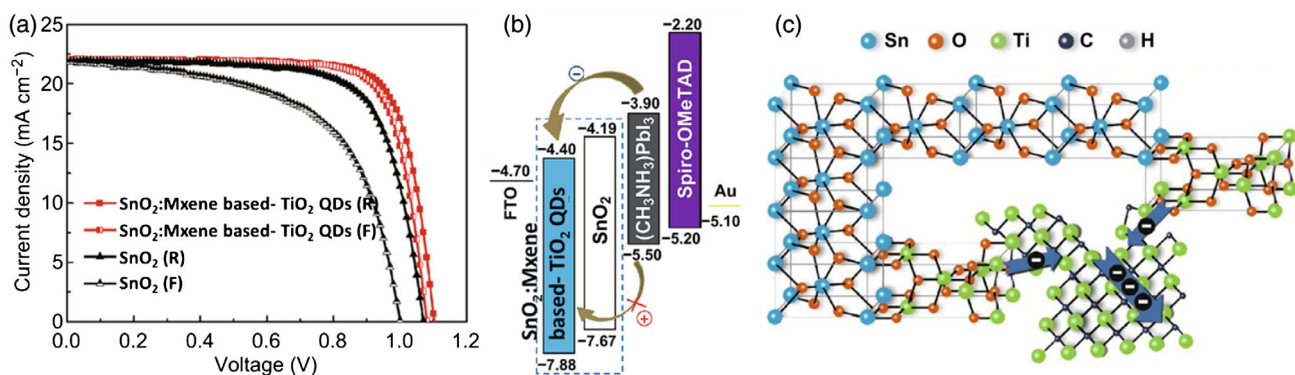 (a)
25
20
15
10
5
0
0.0 0.2 0.4 0.6 0.8 1.0 1.2
Current density (mA cm⁻²)
Voltage (V)
SnO₂:Mxene based- TiO₂ QDs (R)
SnO₂:Mxene based- TiO₂ QDs (F)
SnO₂ (R)
SnO₂ (F)
(b)
−2.20
−3.90
−4.19
−4.40
−4.70
FTO
SnO₂:Mxene
based- TiO₂ QDs
SnO₂
(CH₃NH₃)PbI₃
Spiro-OMeTAD
Au
−5.10
−5.20
−5.50
−7.67
−7.88
(c)
Sn O Ti C H